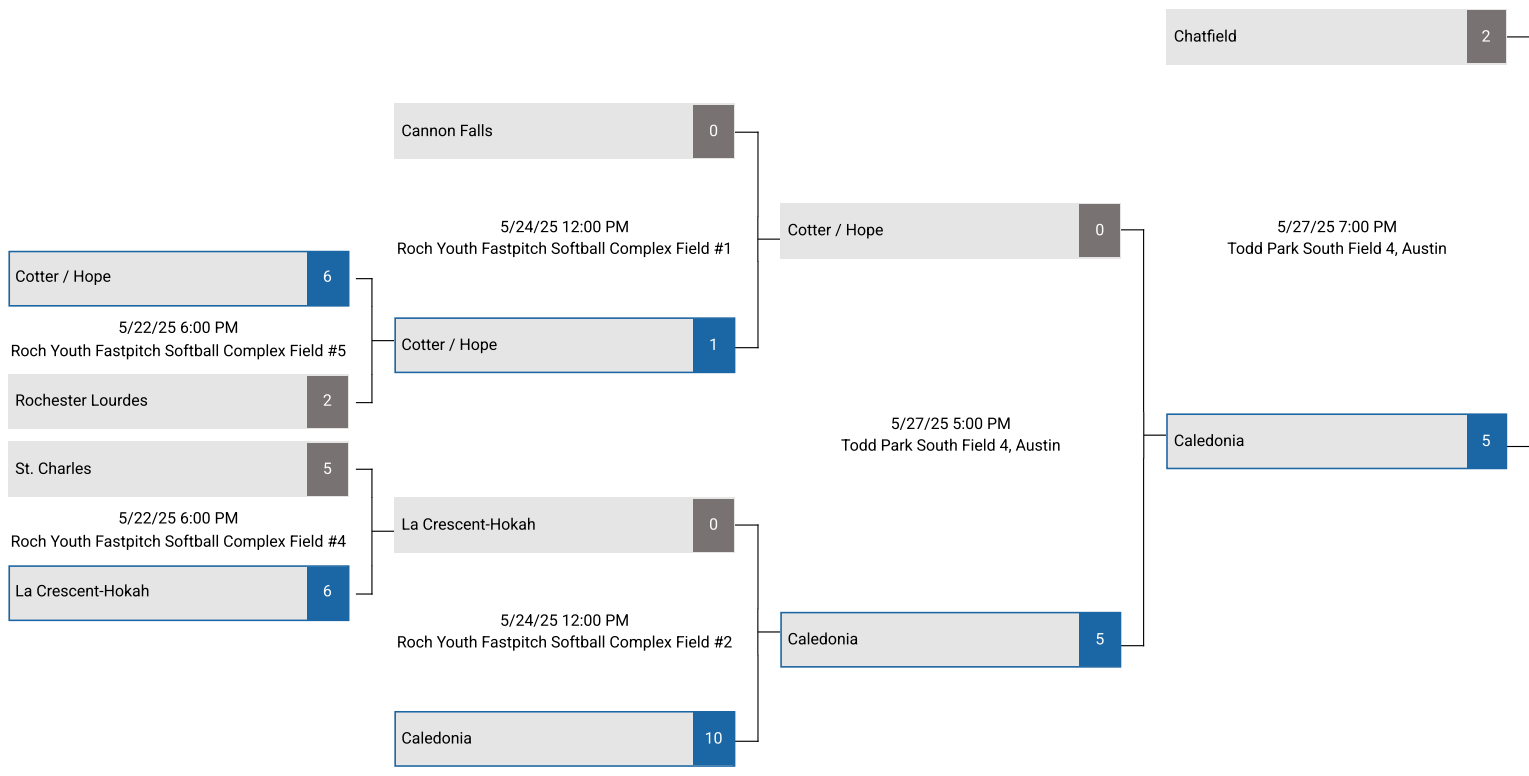 Chatfield 2
Cannon Falls 0
5/24/25 12:00 PM
Roch Youth Fastpitch Softball Complex Field #1
Cotter / Hope 0
5/27/25 7:00 PM
Todd Park South Field 4, Austin
Cotter / Hope 6
5/22/25 6:00 PM
Roch Youth Fastpitch Softball Complex Field #5
Cotter / Hope 1
Rochester Lourdes 2
5/27/25 5:00 PM
Todd Park South Field 4, Austin
Caledonia 5
St. Charles 5
5/22/25 6:00 PM
Roch Youth Fastpitch Softball Complex Field #4
La Crescent-Hokah 0
La Crescent-Hokah 6
5/24/25 12:00 PM
Roch Youth Fastpitch Softball Complex Field #2
Caledonia 5
Caledonia 10